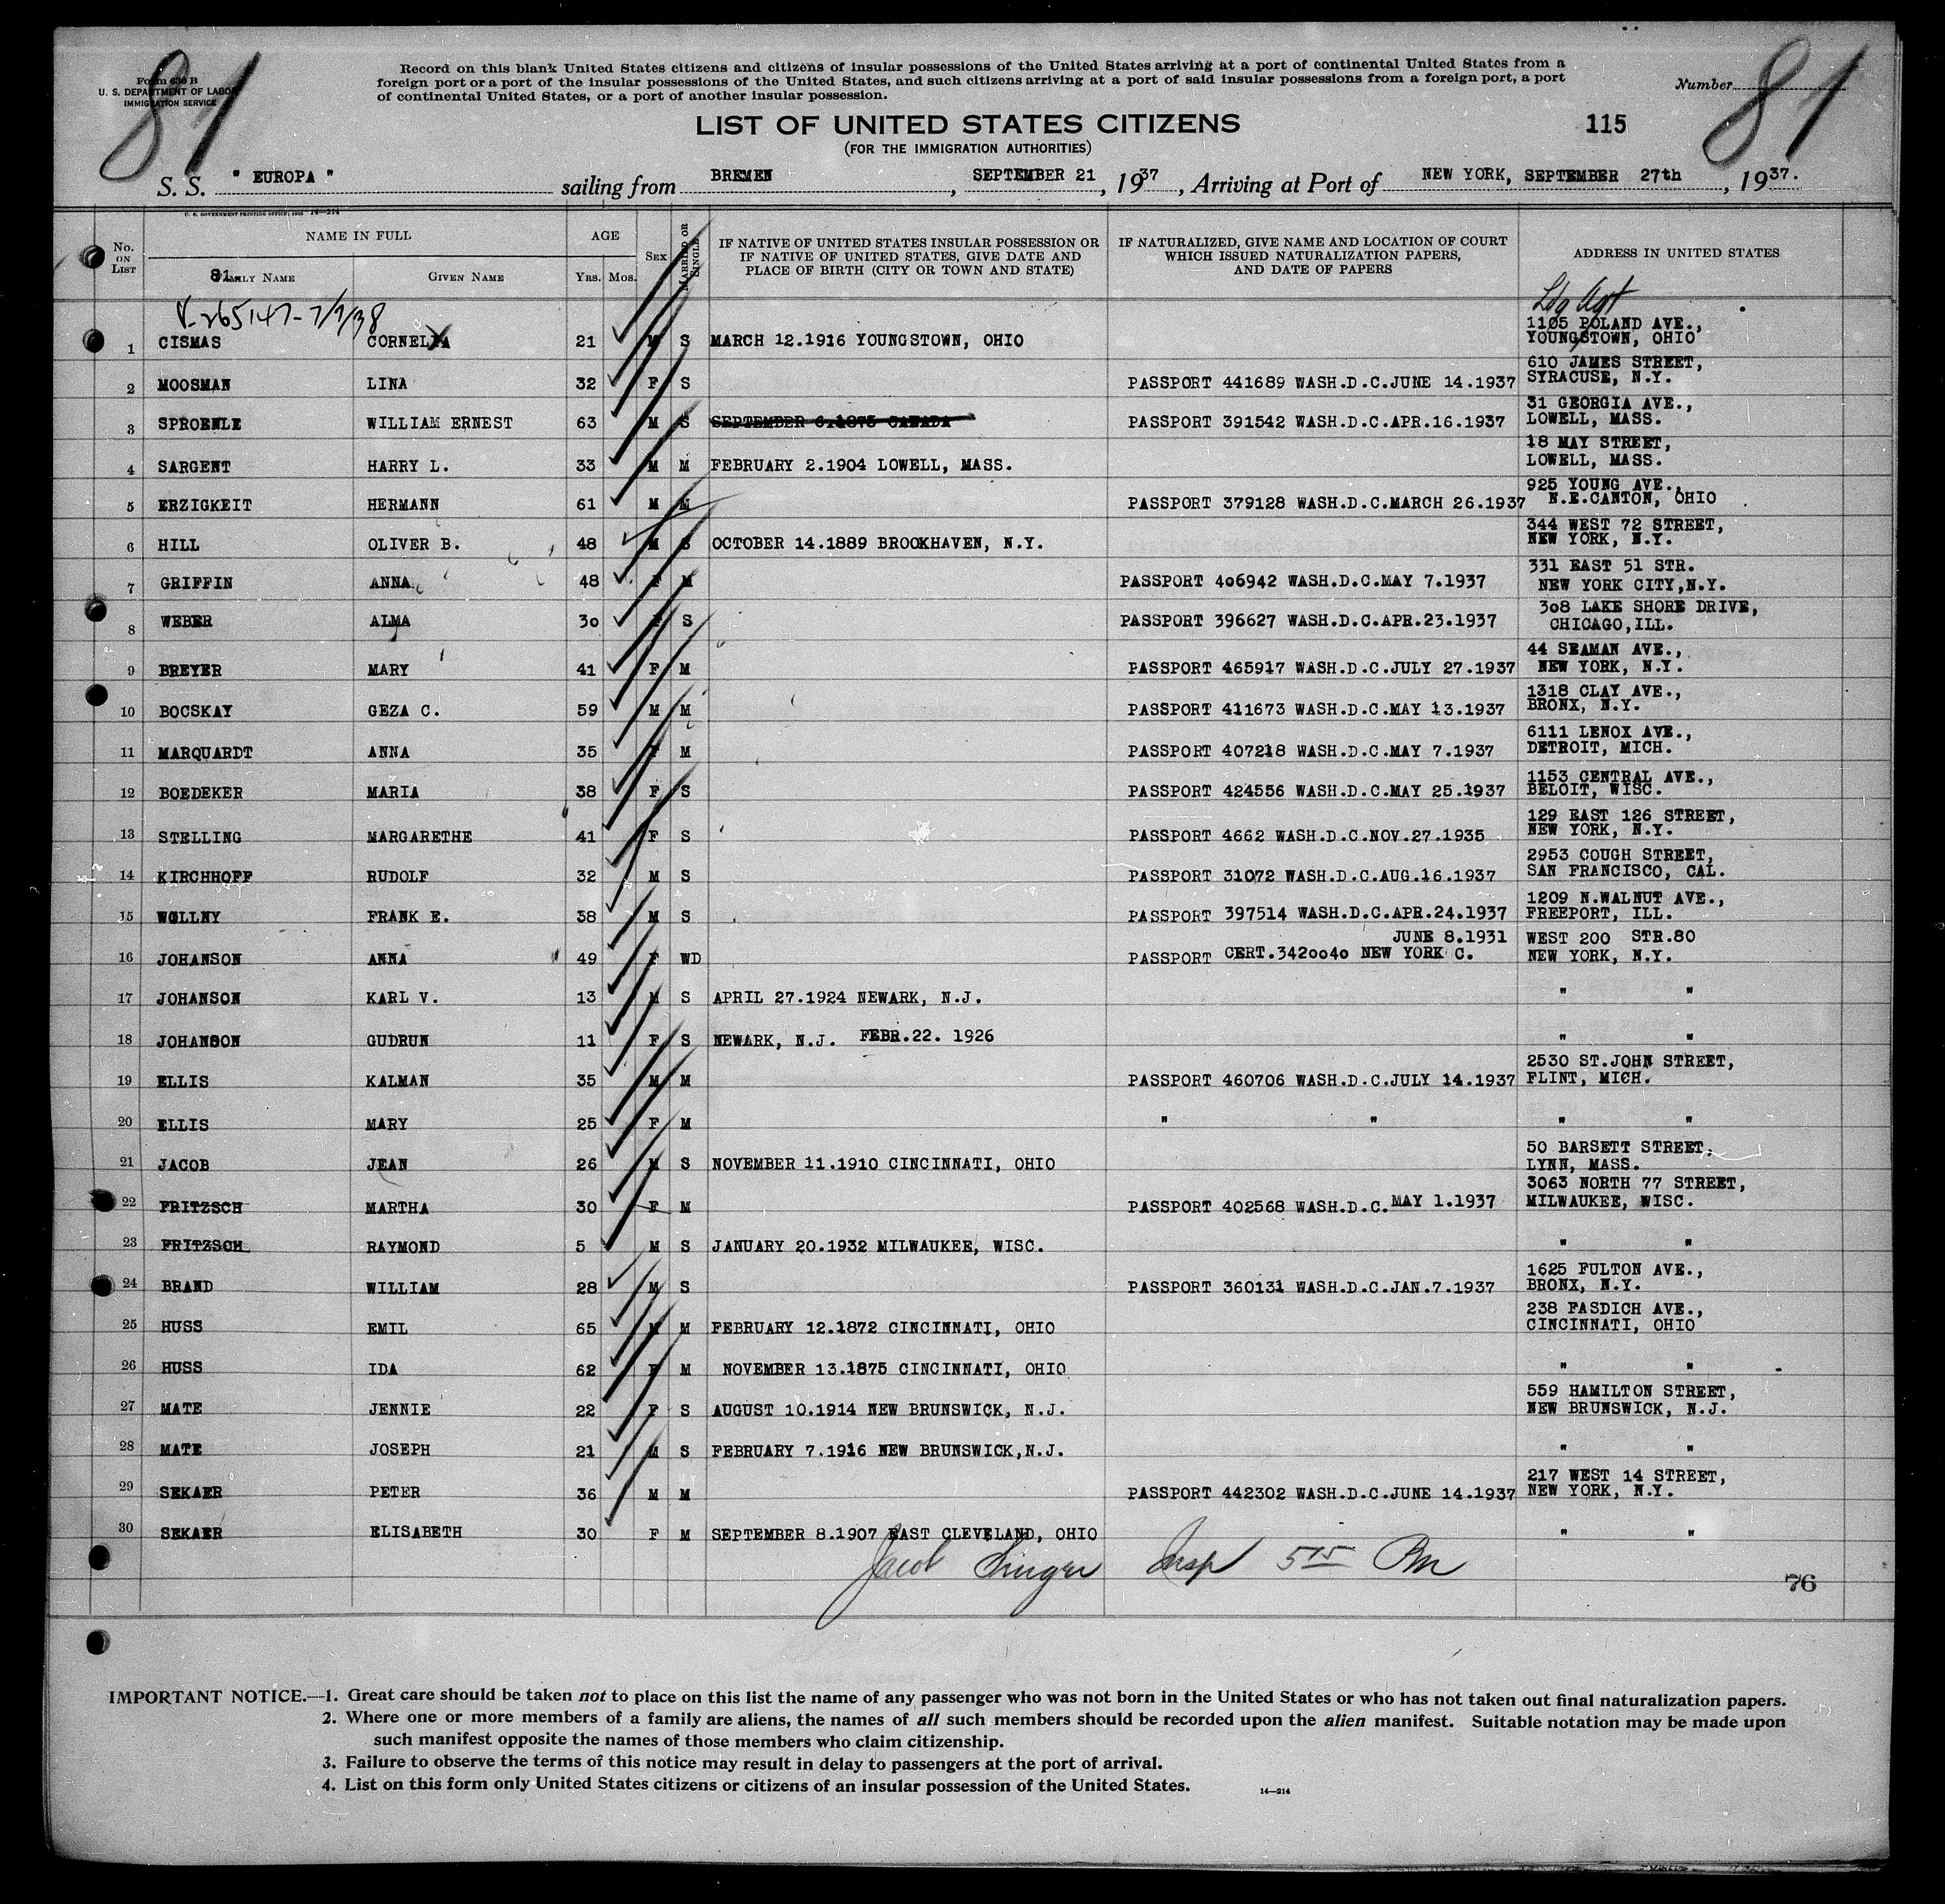 81
81
Form 630 B
U. S. DEPARTMENT OF LABOR
IMMIGRATION SERVICE
Record on this blank United States citizens and citizens of insular possessions of the United States arriving at a port of continental United States from a
foreign port or a port of the insular possessions of the United States, and such citizens arriving at a port of said insular possessions from a foreign port, a port
of continental United States, or a port of another insular possession.
Number
LIST OF UNITED STATES CITIZENS
115
(FOR THE IMMIGRATION AUTHORITIES)
S. S. " EUROPA " sailing from BREMEN, SEPTEMBER 21, 1937, Arriving at Port of NEW YORK, SEPTEMBER 27th, 1937.
U. S. GOVERNMENT PRINTING OFFICE: 14—214
No. ON LIST NAME IN FULL AGE SEX MARRIED OR SINGLE IF NATIVE OF UNITED STATES INSULAR POSSESSION OR IF NATIVE OF UNITED STATES, GIVE DATE AND PLACE OF BIRTH (CITY OR TOWN AND STATE) IF NATURALIZED, GIVE NAME AND LOCATION OF COURT WHICH ISSUED NATURALIZATION PAPERS, AND DATE OF PAPERS ADDRESS IN UNITED STATES
81. FAMILY NAME GIVEN NAME YRS. MOS.
V-265147-7/7/38
1 CISMAS CORNELIA 21 M S MARCH 12.1916 YOUNGSTOWN, OHIO 1105 POLAND AVE., YOUNGSTOWN, OHIO
2 MOOSMAN LINA 32 F S PASSPORT 441689 WASH.D.C.JUNE 14.1937 610 JAMES STREET, SYRACUSE, N.Y.
3 SPROENLE WILLIAM ERNEST 63 M S SEPTEMBER 6.1873 CANADA PASSPORT 391542 WASH.D.C.APR.16.1937 31 GEORGIA AVE., LOWELL, MASS.
4 SARGENT HARRY L. 33 M M FEBRUARY 2.1904 LOWELL, MASS. 18 MAY STREET, LOWELL, MASS.
5 ERZIGKEIT HERMANN 61 M M PASSPORT 379128 WASH.D.C.MARCH 26.1937 925 YOUNG AVE., N.E.CANTON, OHIO
6 HILL OLIVER B. 48 M S OCTOBER 14.1889 BROOKHAVEN, N.Y. 344 WEST 72 STREET, NEW YORK, N.Y.
7 GRIFFIN ANNA 48 F M PASSPORT 406942 WASH.D.C.MAY 7.1937 331 EAST 51 STR. NEW YORK CITY,N.Y.
8 WEBER ALMA 30 F S PASSPORT 396627 WASH.D.C.APR.23.1937 308 LAKE SHORE DRIVE, CHICAGO,ILL.
9 BREYER MARY 41 F M PASSPORT 465917 WASH.D.C.JULY 27.1937 44 SEAMAN AVE., NEW YORK, N.Y.
10 BOCSKAY GEZA C. 59 M M PASSPORT 411673 WASH.D.C.MAY 13.1937 1318 CLAY AVE., BRONX, N.Y.
11 MARQUARDT ANNA 35 F M PASSPORT 407218 WASH.D.C.MAY 7.1937 6111 LENOX AVE., DETROIT, MICH.
12 BOEDEKER MARIA 38 F S PASSPORT 424556 WASH.D.C.MAY 25.1937 1153 CENTRAL AVE., BELOIT, WISC.
13 STELLING MARGARETHE 41 F S PASSPORT 4662 WASH.D.C.NOV.27.1935 129 EAST 126 STREET, NEW YORK, N.Y.
14 KIRCHHOFF RUDOLF 32 M S PASSPORT 31072 WASH.D.C.AUG.16.1937 2953 COUGH STREET, SAN FRANCISCO, CAL.
15 WOLLNY FRANK E. 38 M S PASSPORT 397514 WASH.D.C.APR.24.1937 1209 N.WALNUT AVE., FREEPORT, ILL.
16 JOHANSON ANNA 49 F WD PASSPORT CERT.3420040 NEW YORK C. JUNE 8.1931 WEST 200 STR.80 NEW YORK, N.Y.
17 JOHANSON KARL V. 13 M S APRIL 27.1924 NEWARK, N.J. " "
18 JOHANSON GUDRUN 11 F S NEWARK, N.J. FEBR.22. 1926 " "
19 ELLIS KALMAN 35 M M PASSPORT 460706 WASH.D.C.JULY 14.1937 2530 ST.JOHN STREET, FLINT, MICH.
20 ELLIS MARY 25 F M " " " "
21 JACOB JEAN 26 M S NOVEMBER 11.1910 CINCINNATI, OHIO 50 BARSETT STREET, LYNN, MASS.
22 FRITZSCH MARTHA 30 F M PASSPORT 402568 WASH.D.C.MAY 1.1937 3063 NORTH 77 STREET, MILWAUKEE, WISC.
23 FRITZSCH RAYMOND 5 M S JANUARY 20.1932 MILWAUKEE, WISC. " "
24 BRAND WILLIAM 28 M S PASSPORT 360131 WASH.D.C.JAN.7.1937 1625 FULTON AVE., BRONX, N.Y.
25 HUSS EMIL 65 M M FEBRUARY 12.1872 CINCINNATI, OHIO 238 FASDICH AVE., CINCINNATI, OHIO
26 HUSS IDA 62 F M NOVEMBER 13.1875 CINCINNATI, OHIO " "
27 MATE JENNIE 22 F S AUGUST 10.1914 NEW BRUNSWICK, N.J. 559 HAMILTON STREET, NEW BRUNSWICK, N.J.
28 MATE JOSEPH 21 M S FEBRUARY 7.1916 NEW BRUNSWICK,N.J. " "
29 SEKAER PETER 36 M M PASSPORT 442302 WASH.D.C.JUNE 14.1937 217 WEST 14 STREET, NEW YORK, N.Y.
30 SEKAER ELISABETH 30 F M SEPTEMBER 8.1907 EAST CLEVELAND, OHIO " "
Jacob Singer Insp 5 15 Pm
76
IMPORTANT NOTICE.—1. Great care should be taken not to place on this list the name of any passenger who was not born in the United States or who has not taken out final naturalization papers.
2. Where one or more members of a family are aliens, the names of all such members should be recorded upon the alien manifest. Suitable notation may be made upon
such manifest opposite the names of those members who claim citizenship.
3. Failure to observe the terms of this notice may result in delay to passengers at the port of arrival.
4. List on this form only United States citizens or citizens of an insular possession of the United States.
14—214